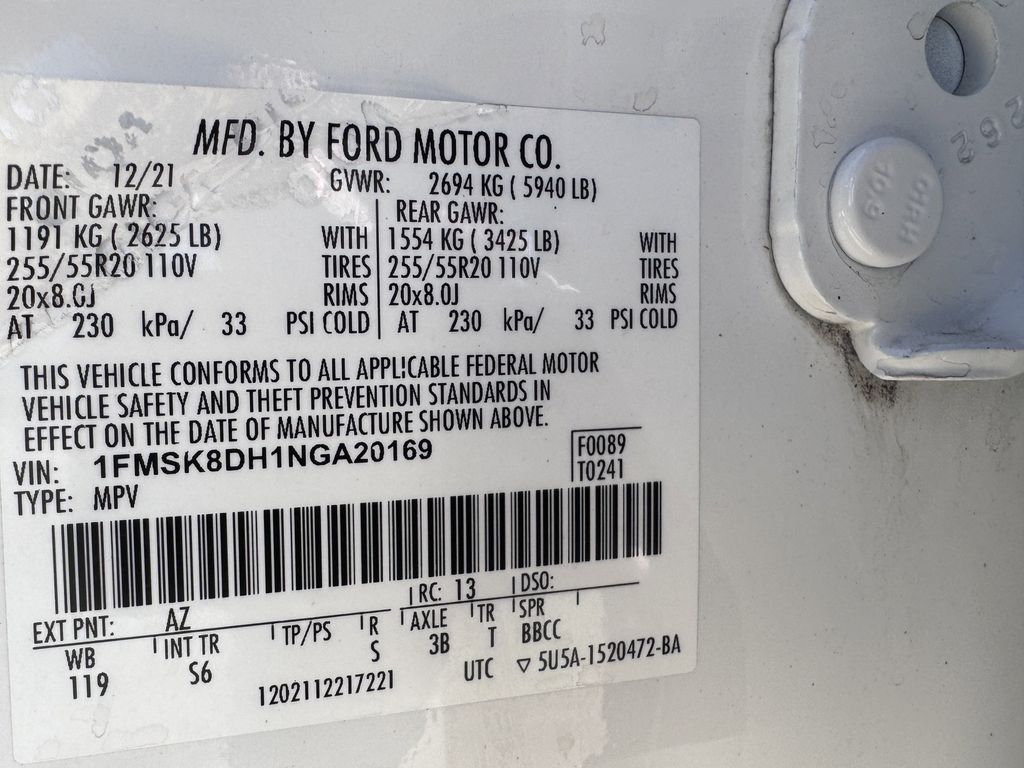 MFD. BY FORD MOTOR CO.
DATE: 12/21 GVWR: 2694 KG ( 5940 LB)
FRONT GAWR: REAR GAWR:
1191 KG ( 2625 LB) WITH 1554 KG ( 3425 LB) WITH
255/55R20 110V TIRES 255/55R20 110V TIRES
20x8.0J RIMS 20x8.0J RIMS
AT 230 kPa/ 33 PSI COLD AT 230 kPa/ 33 PSI COLD
THIS VEHICLE CONFORMS TO ALL APPLICABLE FEDERAL MOTOR
VEHICLE SAFETY AND THEFT PREVENTION STANDARDS IN
EFFECT ON THE DATE OF MANUFACTURE SHOWN ABOVE.
VIN: 1FMSK8DH1NGA20169 F0089
TYPE: MPV T0241
EXT PNT: AZ RC: 13 DSO:
WB INT TR TP/PS R AXLE TR SPR
119 S6 S 3B T BBCC
1202112217221 UTC ▽ 5U5A-1520472-BA
262
10.9